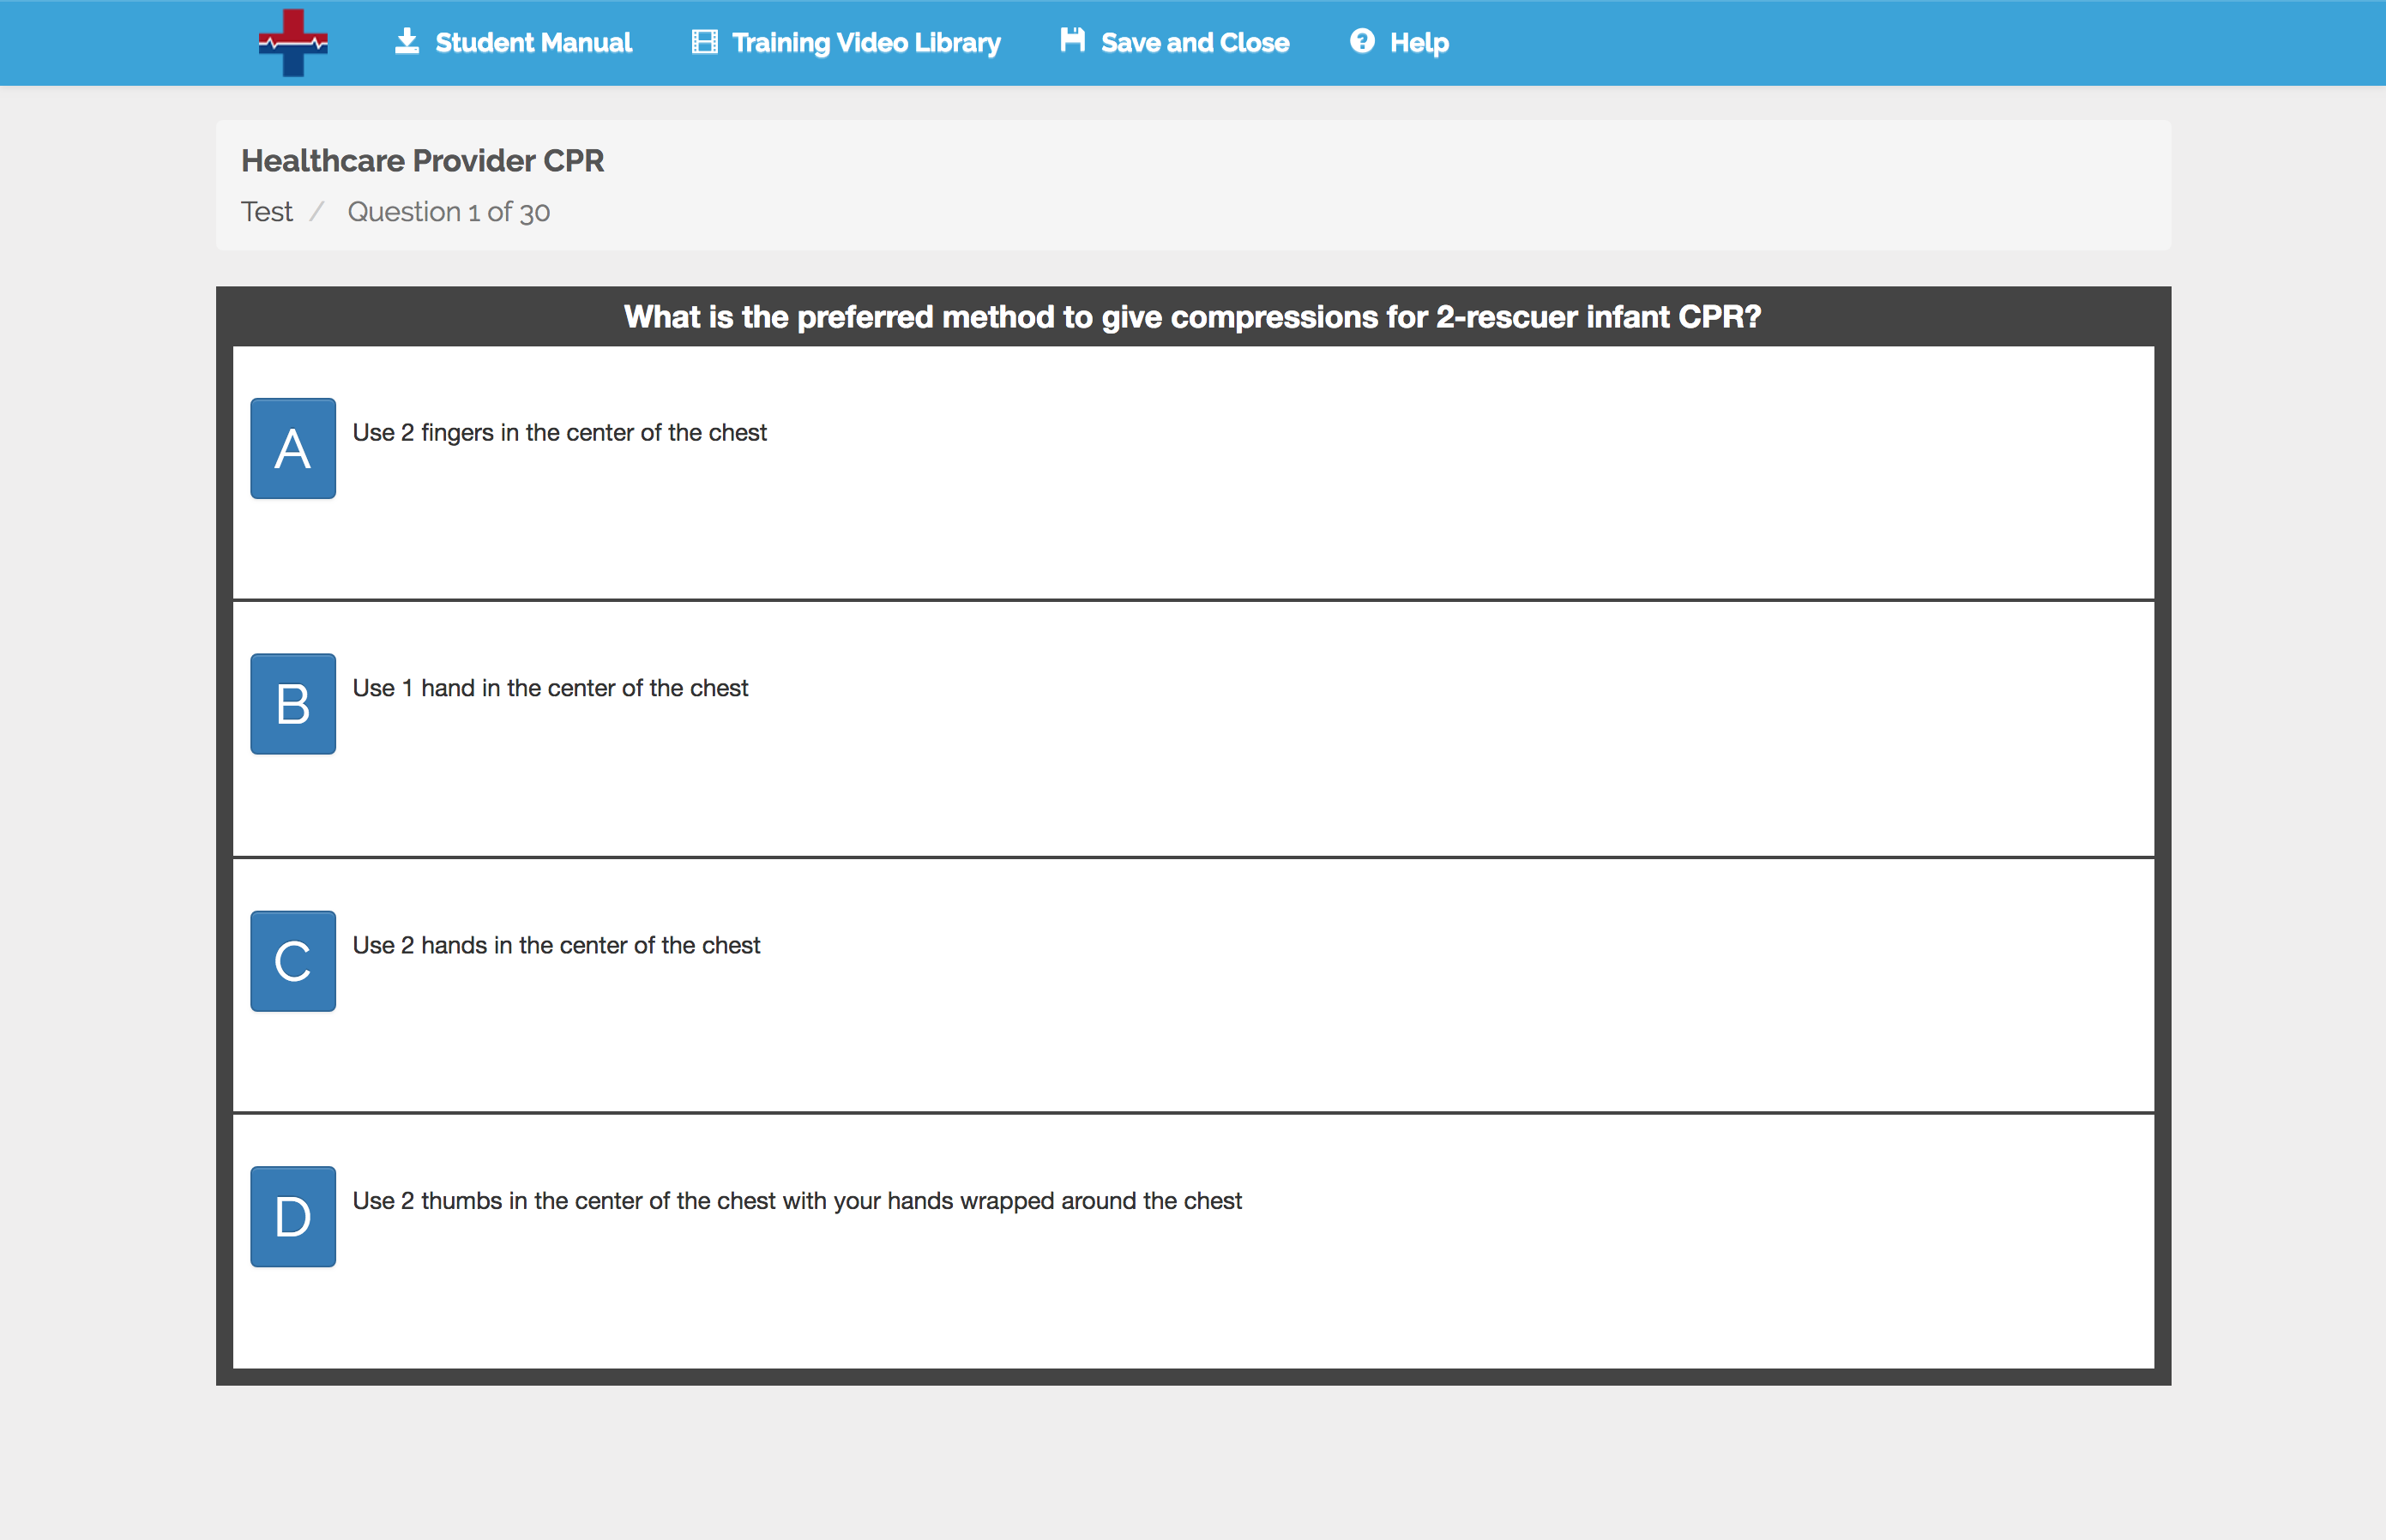 Student Manual Training Video Library Save and Close Help
Healthcare Provider CPR
Test / Question 1 of 30
What is the preferred method to give compressions for 2-rescuer infant CPR?
A Use 2 fingers in the center of the chest
B Use 1 hand in the center of the chest
C Use 2 hands in the center of the chest
D Use 2 thumbs in the center of the chest with your hands wrapped around the chest